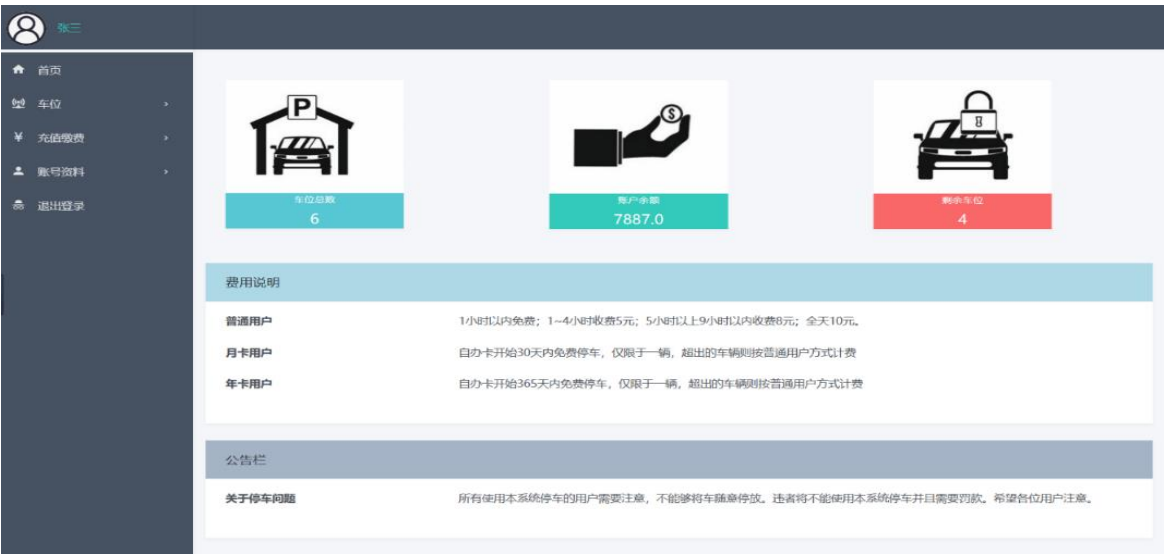 张三
首页
车位
充值缴费
账号资料
退出登录
P
$
8
车位总数
6
账户余额
7887.0
剩余车位
4
费用说明
普通用户 1小时以内免费；1~4小时收费5元；5小时以上9小时以内收费8元；全天10元。
月卡用户 自办卡开始30天内免费停车，仅限于一辆，超出的车辆则按普通用户方式计费
年卡用户 自办卡开始365天内免费停车，仅限于一辆，超出的车辆则按普通用户方式计费
公告栏
关于停车问题 所有使用本系统停车的用户需要注意，不能够将车随意停放。违者将不能使用本系统停车并且需要罚款。希望各位用户注意。